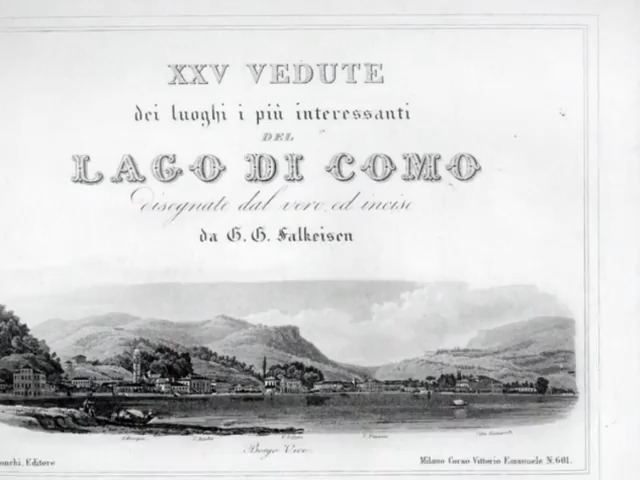 XXV VEDUTE
dei luoghi i più interessanti
DEL
LAGO DI COMO
disegnate dal vero ed incise
da G. G. Falkeisen
Borgo Vico
Editore
Milano Corso Vittorio Emanuele N. 601.